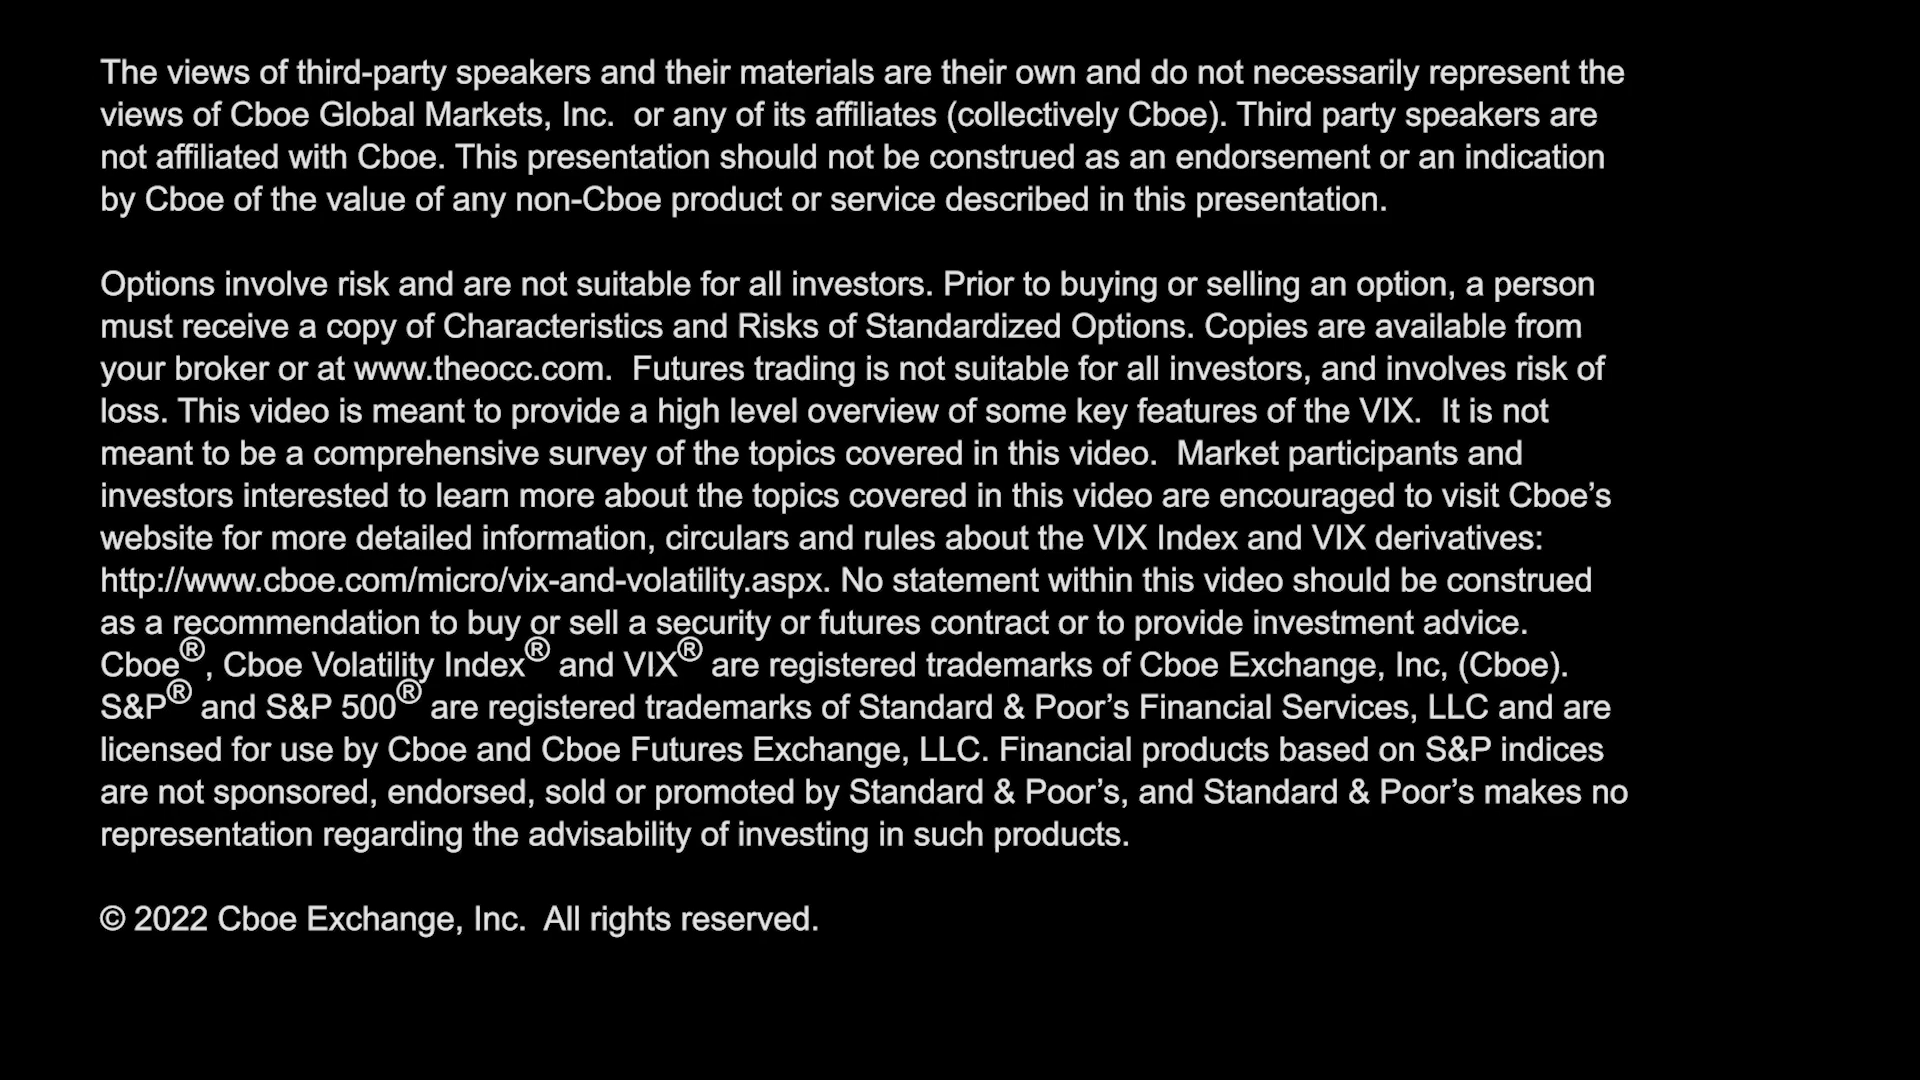 The views of third-party speakers and their materials are their own and do not necessarily represent the
views of Cboe Global Markets, Inc.  or any of its affiliates (collectively Cboe). Third party speakers are
not affiliated with Cboe. This presentation should not be construed as an endorsement or an indication
by Cboe of the value of any non-Cboe product or service described in this presentation.

Options involve risk and are not suitable for all investors. Prior to buying or selling an option, a person
must receive a copy of Characteristics and Risks of Standardized Options. Copies are available from
your broker or at www.theocc.com.  Futures trading is not suitable for all investors, and involves risk of
loss. This video is meant to provide a high level overview of some key features of the VIX.  It is not
meant to be a comprehensive survey of the topics covered in this video.  Market participants and
investors interested to learn more about the topics covered in this video are encouraged to visit Cboe’s
website for more detailed information, circulars and rules about the VIX Index and VIX derivatives:
http://www.cboe.com/micro/vix-and-volatility.aspx. No statement within this video should be construed
as a recommendation to buy or sell a security or futures contract or to provide investment advice.
Cboe®, Cboe Volatility Index® and VIX® are registered trademarks of Cboe Exchange, Inc, (Cboe).
S&P® and S&P 500® are registered trademarks of Standard & Poor’s Financial Services, LLC and are
licensed for use by Cboe and Cboe Futures Exchange, LLC. Financial products based on S&P indices
are not sponsored, endorsed, sold or promoted by Standard & Poor’s, and Standard & Poor’s makes no
representation regarding the advisability of investing in such products.

© 2022 Cboe Exchange, Inc.  All rights reserved.